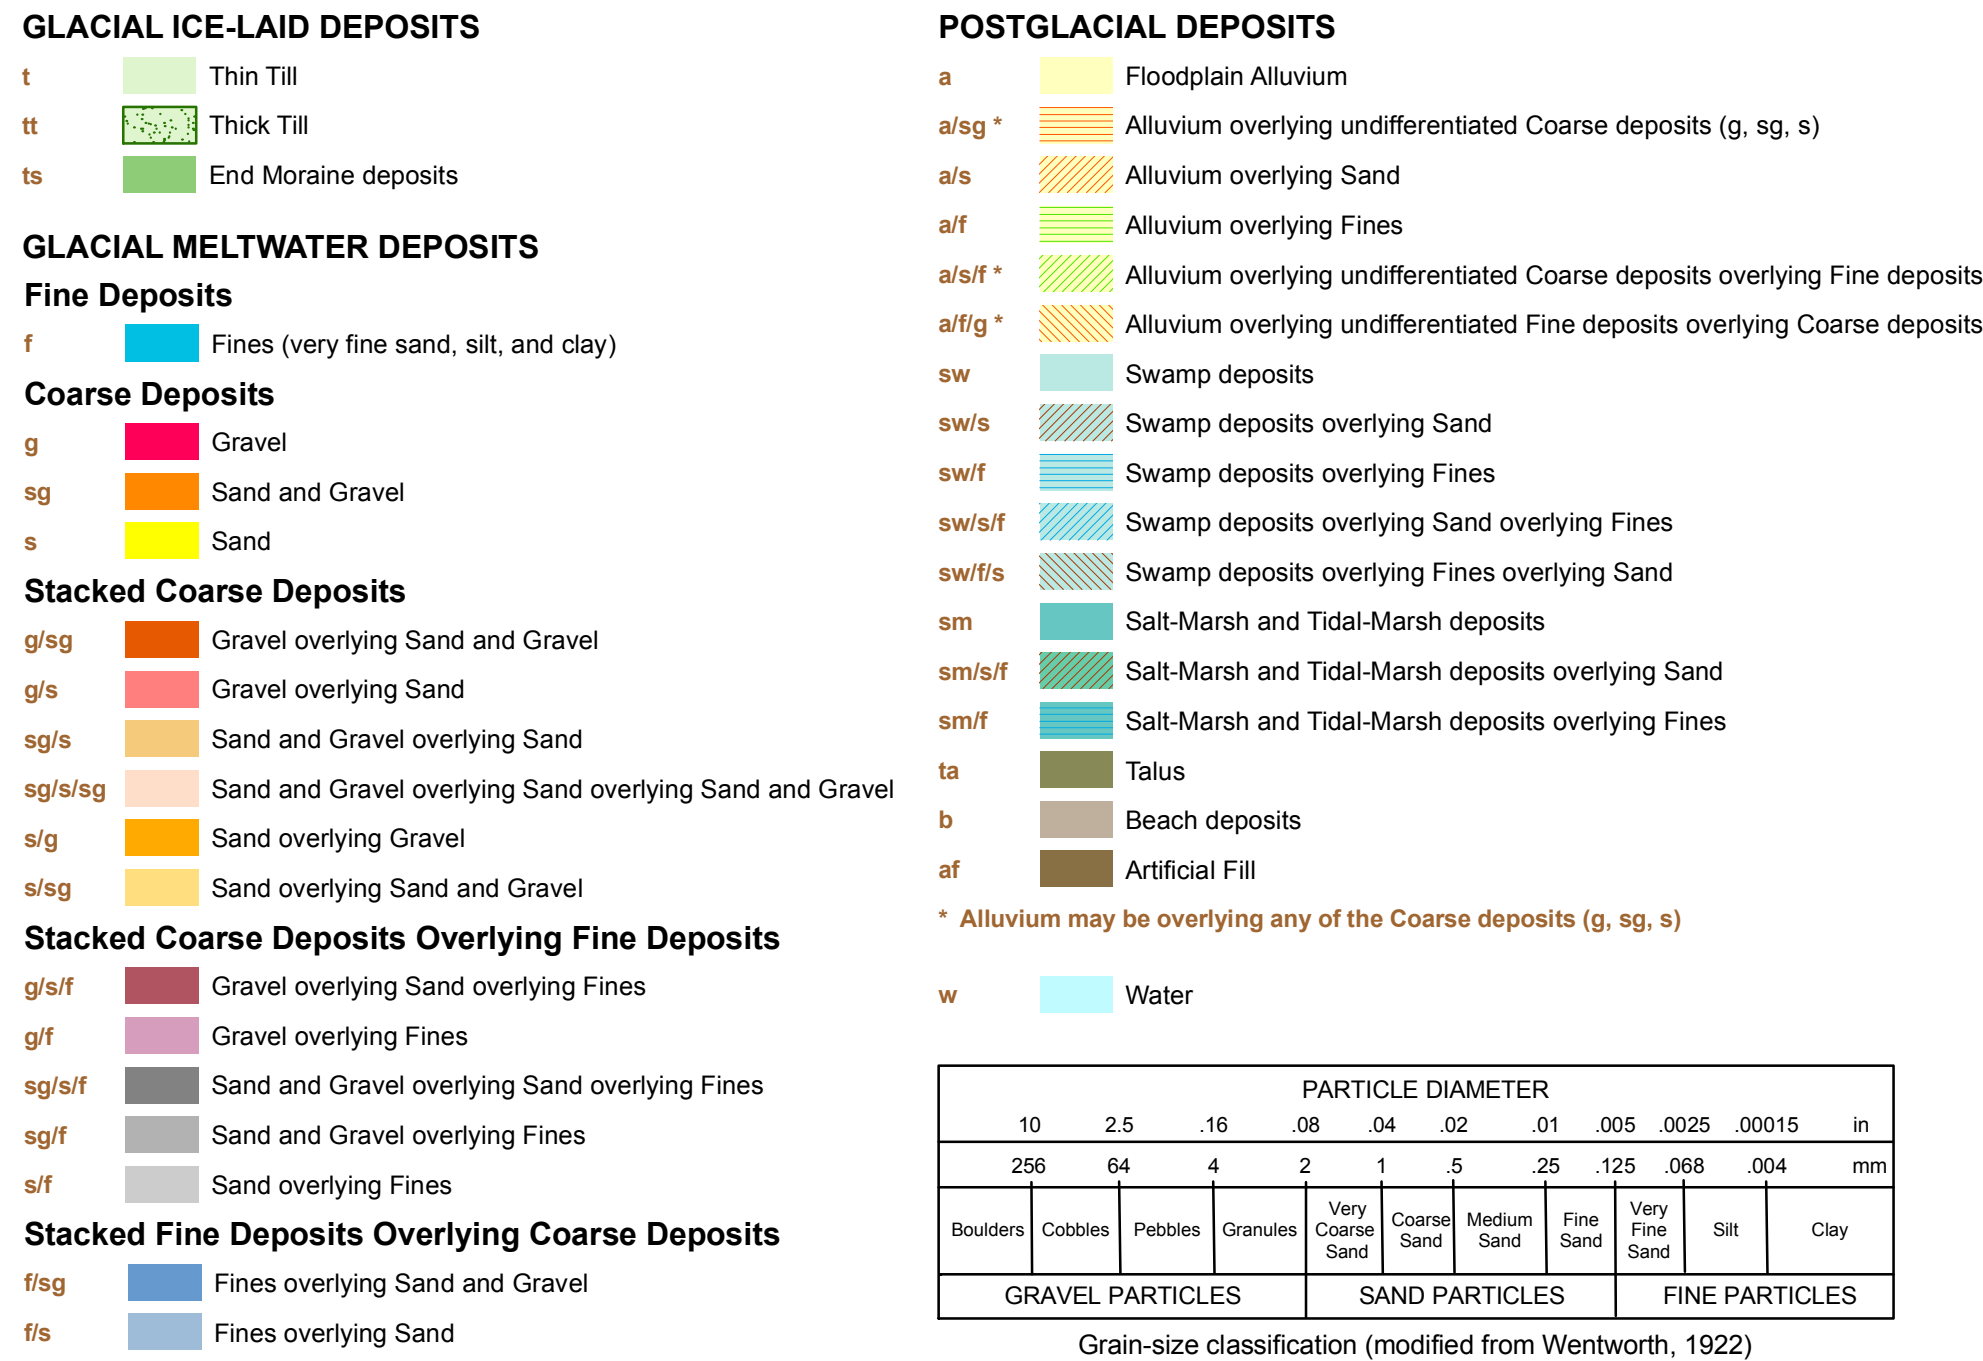 GLACIAL ICE-LAID DEPOSITS
t Thin Till
tt Thick Till
ts End Moraine deposits
GLACIAL MELTWATER DEPOSITS
Fine Deposits
f Fines (very fine sand, silt, and clay)
Coarse Deposits
g Gravel
sg Sand and Gravel
s Sand
Stacked Coarse Deposits
g/sg Gravel overlying Sand and Gravel
g/s Gravel overlying Sand
sg/s Sand and Gravel overlying Sand
sg/s/sg Sand and Gravel overlying Sand overlying Sand and Gravel
s/g Sand overlying Gravel
s/sg Sand overlying Sand and Gravel
Stacked Coarse Deposits Overlying Fine Deposits
g/s/f Gravel overlying Sand overlying Fines
g/f Gravel overlying Fines
sg/s/f Sand and Gravel overlying Sand overlying Fines
sg/f Sand and Gravel overlying Fines
s/f Sand overlying Fines
Stacked Fine Deposits Overlying Coarse Deposits
f/sg Fines overlying Sand and Gravel
f/s Fines overlying Sand
POSTGLACIAL DEPOSITS
a Floodplain Alluvium
a/sg * Alluvium overlying undifferentiated Coarse deposits (g, sg, s)
a/s Alluvium overlying Sand
a/f Alluvium overlying Fines
a/s/f * Alluvium overlying undifferentiated Coarse deposits overlying Fine deposits
a/f/g * Alluvium overlying undifferentiated Fine deposits overlying Coarse deposits
sw Swamp deposits
sw/s Swamp deposits overlying Sand
sw/f Swamp deposits overlying Fines
sw/s/f Swamp deposits overlying Sand overlying Fines
sw/f/s Swamp deposits overlying Fines overlying Sand
sm Salt-Marsh and Tidal-Marsh deposits
sm/s/f Salt-Marsh and Tidal-Marsh deposits overlying Sand
sm/f Salt-Marsh and Tidal-Marsh deposits overlying Fines
ta Talus
b Beach deposits
af Artificial Fill
* Alluvium may be overlying any of the Coarse deposits (g, sg, s)
w Water
PARTICLE DIAMETER
10 2.5 .16 .08 .04 .02 .01 .005 .0025 .00015 in
256 64 4 2 1 .5 .25 .125 .068 .004 mm
Boulders Cobbles Pebbles Granules Very Coarse Sand Coarse Sand Medium Sand Fine Sand Very Fine Sand Silt Clay
GRAVEL PARTICLES SAND PARTICLES FINE PARTICLES
Grain-size classification (modified from Wentworth, 1922)